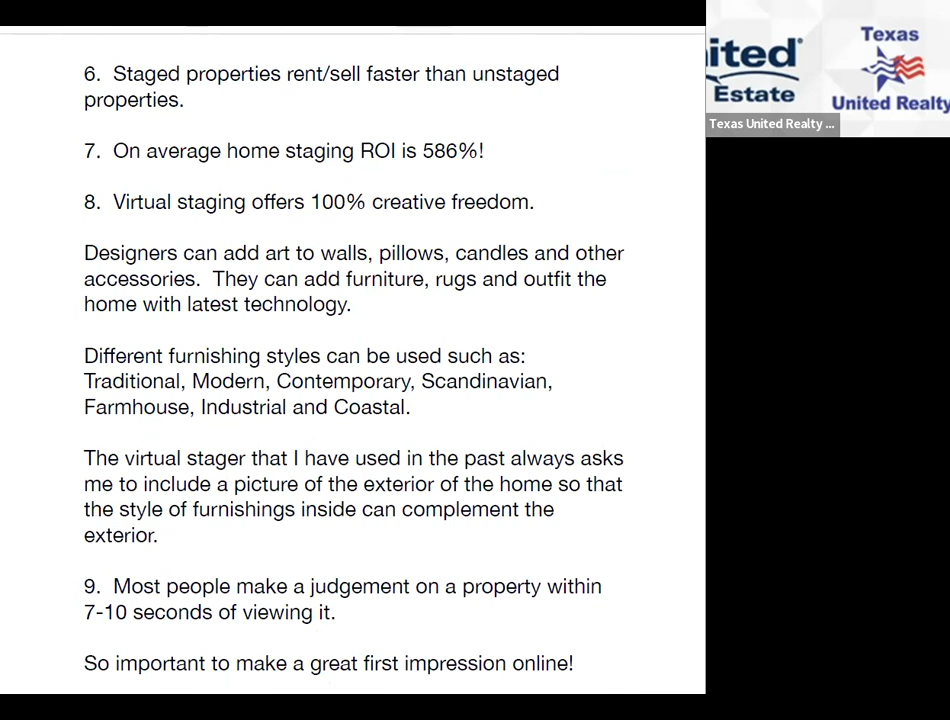 6. Staged properties rent/sell faster than unstaged
properties.
7. On average home staging ROI is 586%!
8. Virtual staging offers 100% creative freedom.
Designers can add art to walls, pillows, candles and other
accessories. They can add furniture, rugs and outfit the
home with latest technology.
Different furnishing styles can be used such as:
Traditional, Modern, Contemporary, Scandinavian,
Farmhouse, Industrial and Coastal.
The virtual stager that I have used in the past always asks
me to include a picture of the exterior of the home so that
the style of furnishings inside can complement the
exterior.
9. Most people make a judgement on a property within
7-10 seconds of viewing it.
So important to make a great first impression online!
ited
Estate
Texas
United Realty
Texas United Realty ...